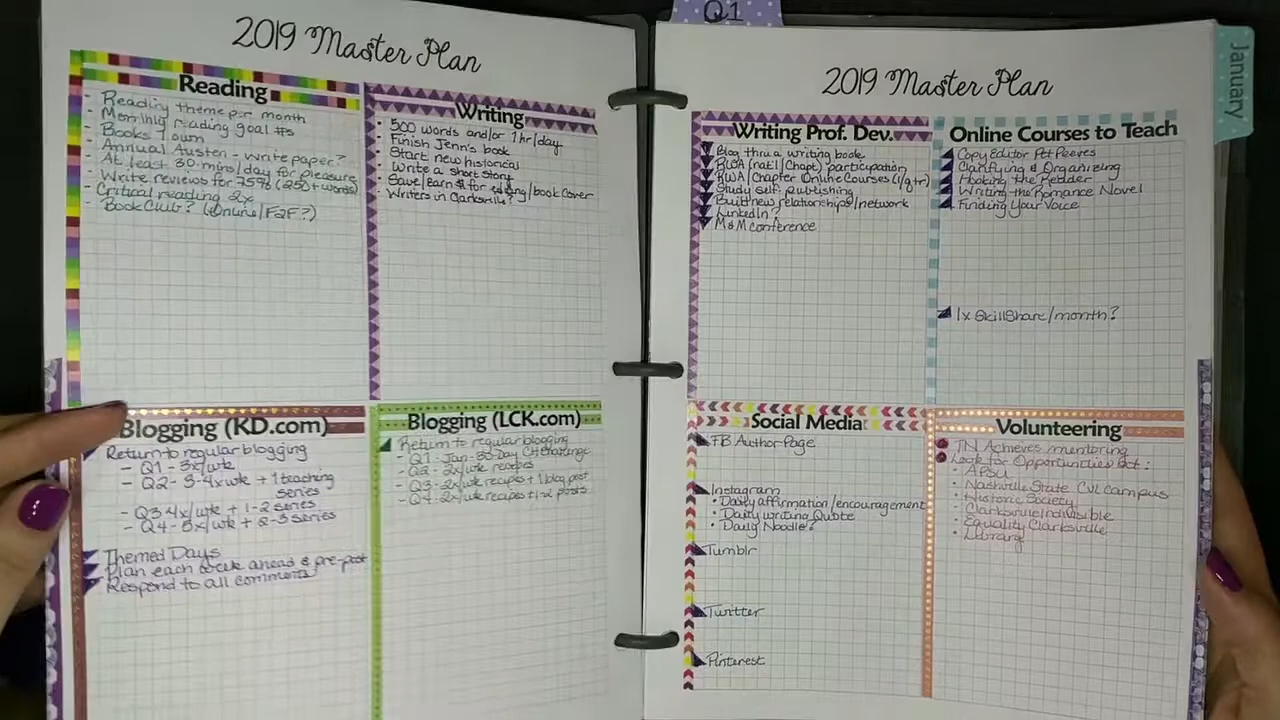 2019 Master Plan
Reading
- Reading theme per month
- Monthly reading goal #s
- Books I own
- Annual Austen - write paper?
- At least 30 mins/day for pleasure
- Write reviews for 75% (250+ words)
- Critical reading 2x
- Book Club? (Online/F2F?)
Writing
• 500 words and/or 1 hr/day
• Finish Jenn's book
• Start new historical
• Write a short story
• Save/earn $ for editing/book cover
• Writers in Clarksville?
Blogging (KD.com)
Return to regular blogging
- Q1 - 3x/wk
- Q2 - 3-4x wk + 1 teaching
series
- Q3 4x/wk + 1-2 series
- Q4 - 5x/wk + 2-3 series
Themed Days
Plan each week ahead & pre-post
Respond to all comments
Blogging (LCK.com)
Return to regular blogging
- Q1 - Jan - 30-Day Challenge
- Q2 - 2x/wk recipes
- Q3 - 2x/wk recipes + 1 blog post
- Q4 - 2x/wk recipes + posts
Q1
January
2019 Master Plan
Writing Prof. Dev.
Blog thru a writing book
RWA (nat'l/Chapt) participation
RWA/Chapter Online Courses (1/qtr)
Study self-publishing
Built new relationships/network
LinkedIn?
M&M conference
Online Courses to Teach
Copy Editor Pet Peeves
Clarifying & Organizing
Hooking the Reader
Writing the Romance Novel
Finding Your Voice
1x SkillShare/month?
Social Media
FB Author Page
Instagram
• Daily affirmation/encouragement
• Daily writing Quote
• Daily Noodle?
Tumblr
Twitter
Pinterest
Volunteering
TN Achieves mentoring
Look for Opportunities at:
• APSU
• Nashville State CVL campus
• Historic Society
• Clarksville Indivisible
• Equality Clarksville
• Library